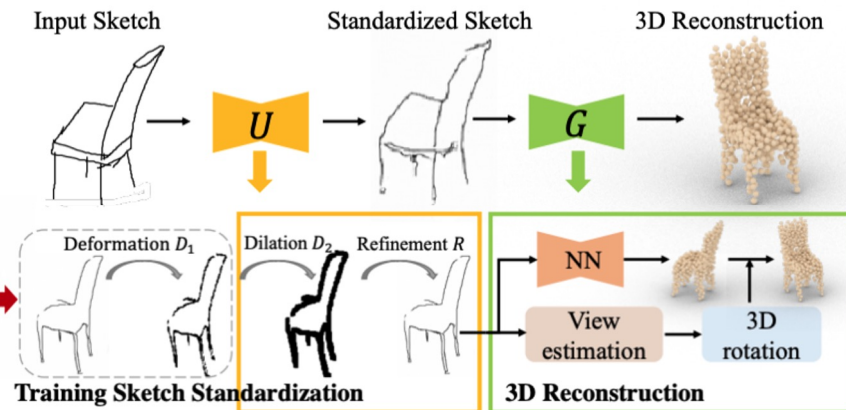 Input Sketch
Standardized Sketch
3D Reconstruction
U
G
Deformation D₁
Dilation D₂
Refinement R
NN
View
estimation
3D
rotation
Training Sketch Standardization
3D Reconstruction